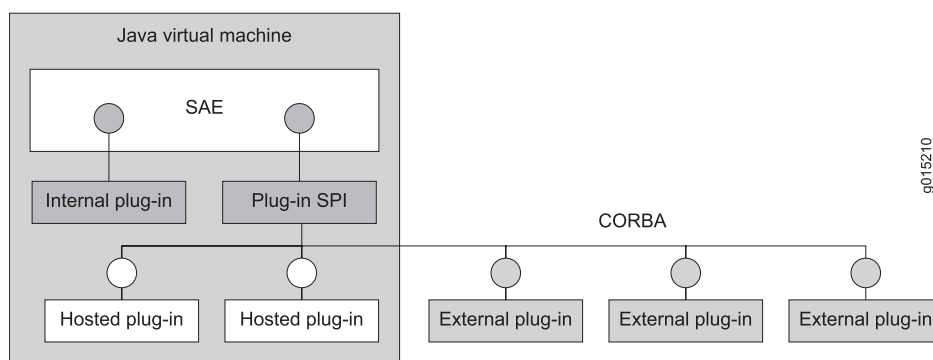 Java virtual machine
SAE
Internal plug-in
Plug-in SPI
g015210
CORBA
Hosted plug-in
Hosted plug-in
External plug-in
External plug-in
External plug-in